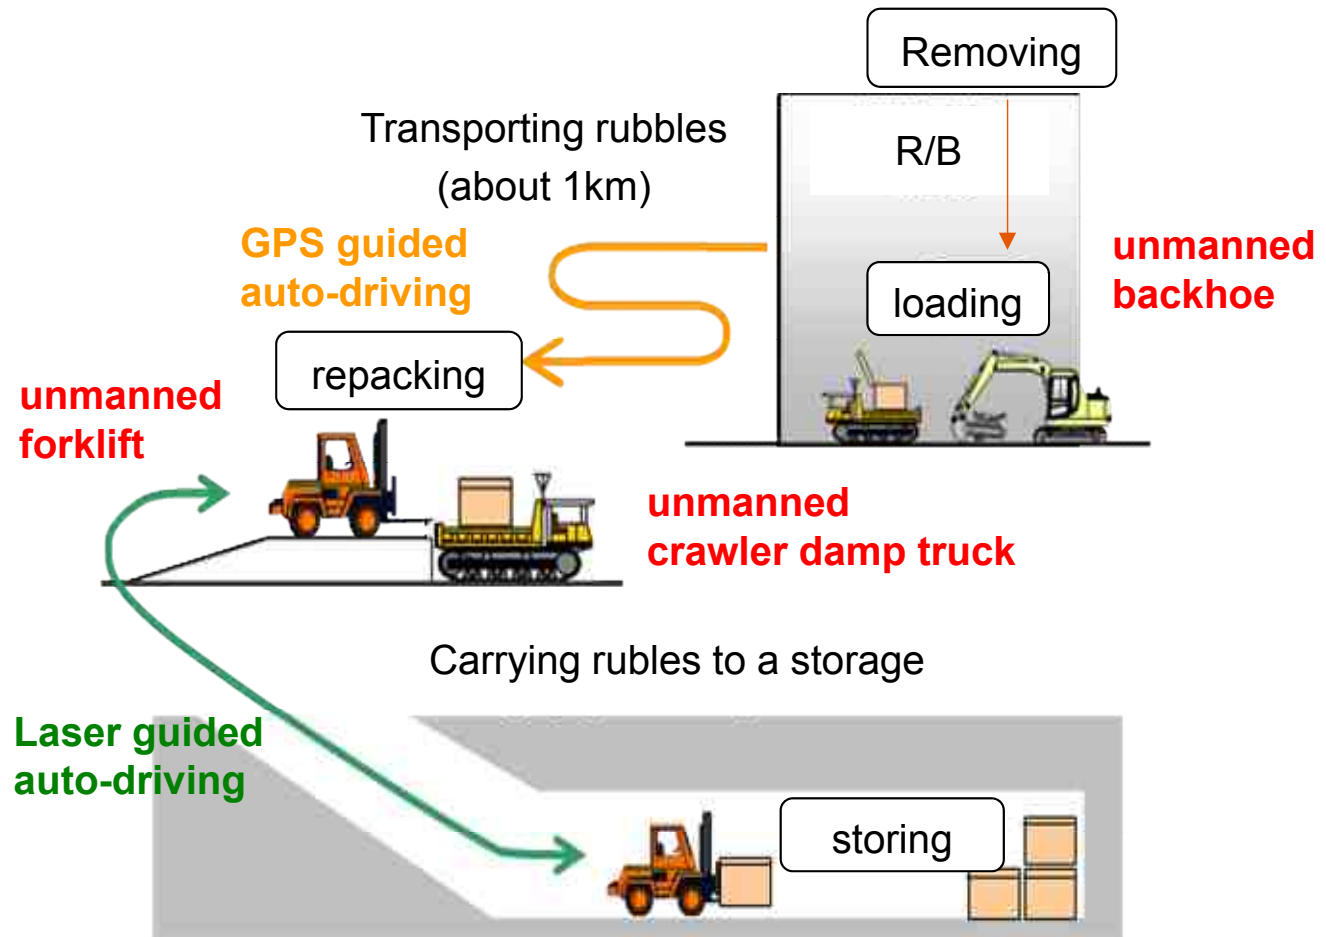 Removing
Transporting rubbles
(about 1km)
R/B
GPS guided
auto-driving
unmanned
backhoe
loading
repacking
unmanned
forklift
unmanned
crawler damp truck
Carrying rubles to a storage
Laser guided
auto-driving
storing